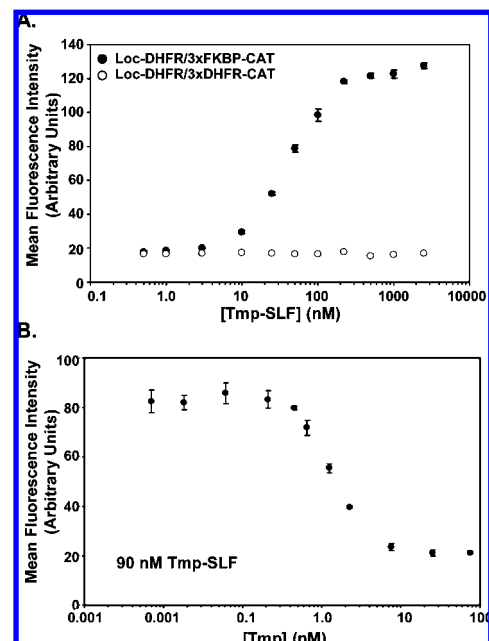 A.
140
120
100
80
60
40
20
0
Mean Fluorescence Intensity
(Arbitrary Units)
Loc-DHFR/3xFKBP-CAT
Loc-DHFR/3xDHFR-CAT
0.1 1.0 10 100 1000 10000
[Tmp-SLF] (nM)
B.
100
80
60
40
20
0
Mean Fluorescence Intensity
(Arbitrary Units)
90 nM Tmp-SLF
0.001 0.01 0.1 1.0 10 100
[Tmp] (nM)